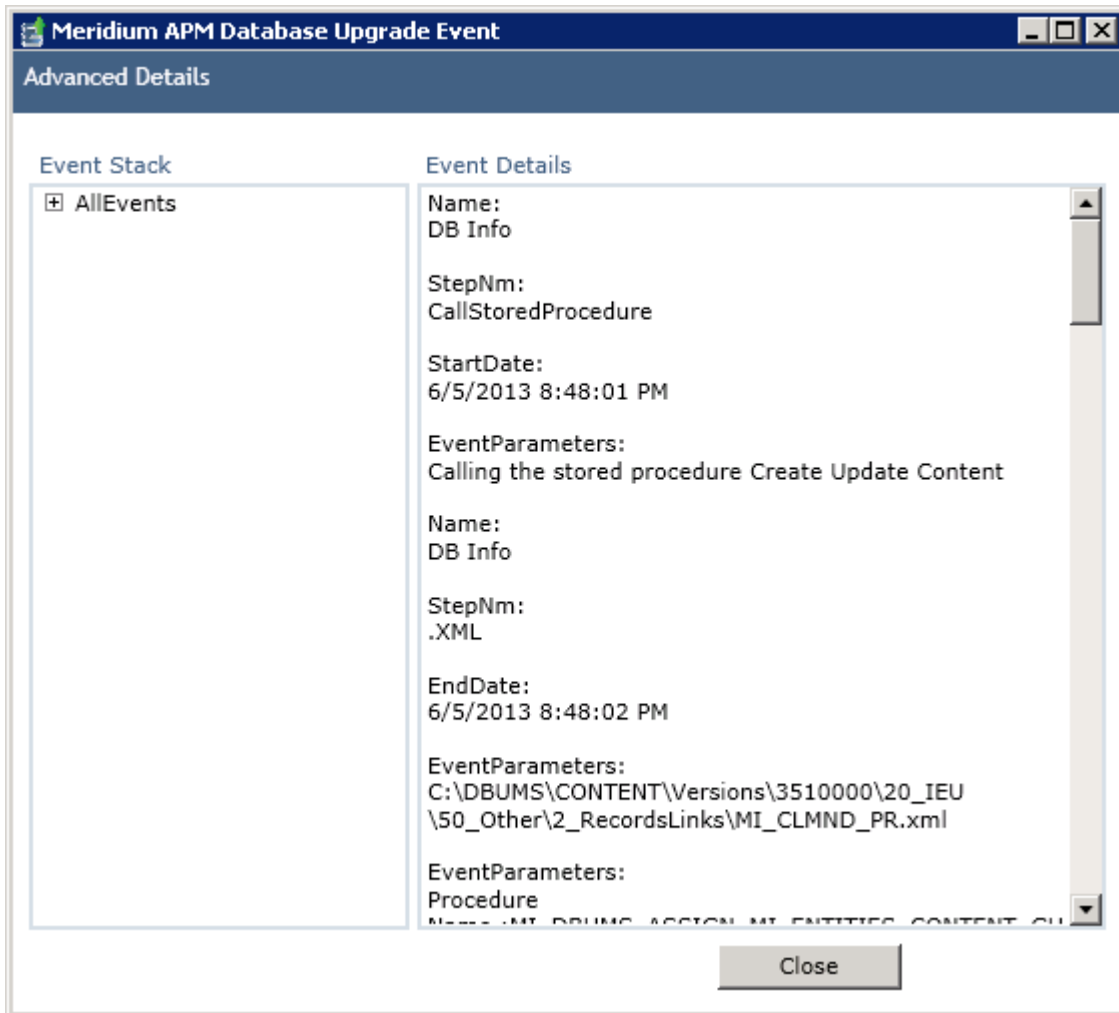 Meridium APM Database Upgrade Event
Advanced Details
Event Stack
AllEvents
Event Details
Name:
DB Info
StepNm:
CallStoredProcedure
StartDate:
6/5/2013 8:48:01 PM
EventParameters:
Calling the stored procedure Create Update Content
Name:
DB Info
StepNm:
.XML
EndDate:
6/5/2013 8:48:02 PM
EventParameters:
C:\DBUMS\CONTENT\Versions\3510000\20_IEU
\50_Other\2_RecordsLinks\MI_CLMND_PR.xml
EventParameters:
Procedure
Close